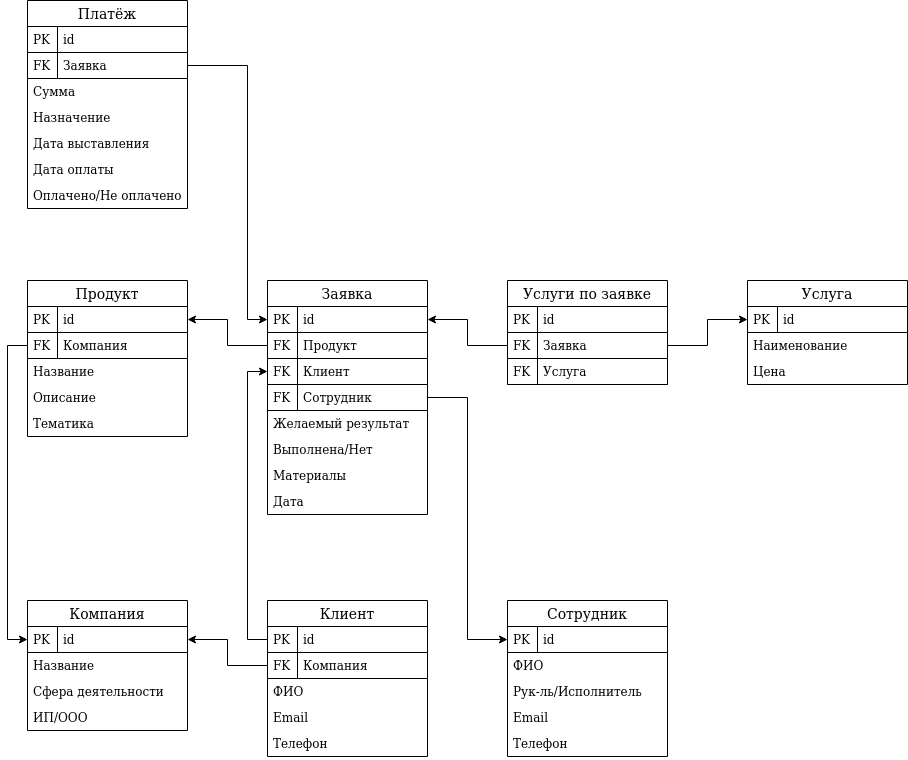 Платёж
PK id
FK Заявка
Сумма
Назначение
Дата выставления
Дата оплаты
Оплачено/Не оплачено
Продукт
PK id
FK Компания
Название
Описание
Тематика
Заявка
PK id
FK Продукт
FK Клиент
FK Сотрудник
Желаемый результат
Выполнена/Нет
Материалы
Дата
Услуги по заявке
PK id
FK Заявка
FK Услуга
Услуга
PK id
Наименование
Цена
Компания
PK id
Название
Сфера деятельности
ИП/ООО
Клиент
PK id
FK Компания
ФИО
Email
Телефон
Сотрудник
PK id
ФИО
Рук-ль/Исполнитель
Email
Телефон